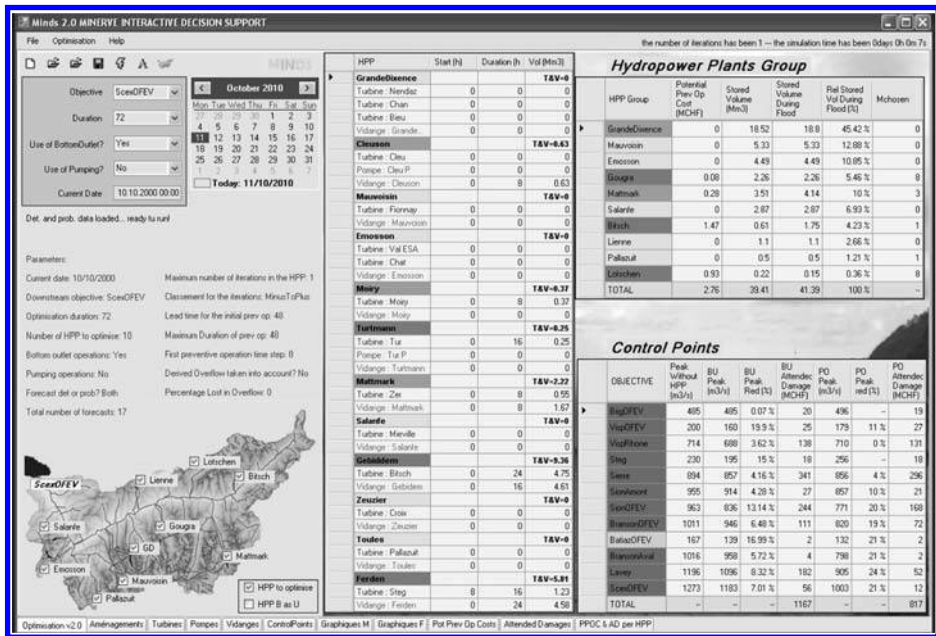 Minds 2.0 MINERVE INTERACTIVE DECISION SUPPORT
File Optimisation Help
the number of iterations has been 1 -- the simulation time has been 0days 0h 0m 7s
MINDS
Objective ScexOFEV
Duration 72
Use of BottomOutlet? Yes
Use of Pumping? No
Current Date 10.10.2000 00:00
October 2010
Mon Tue Wed Thu Fri Sat Sun
27 28 29 30 1 2 3
4 5 6 7 8 9 10
11 12 13 14 15 16 17
18 19 20 21 22 23 24
25 26 27 28 29 30 31
1 2 3 4 5 6 7
Today: 11/10/2010
Det. and prob. data loaded... ready to run!
Parameters:
Current date: 10/10/2000
Downstream objective: ScexOFEV
Optimisation duration: 72
Number of HPP to optimise: 10
Bottom outlet operations: Yes
Pumping operations: No
Forecast det or prob? Both
Total number of forecasts: 17
Maximum number of iterations in the HPP: 1
Classement for the iterations: MinusToPlus
Lead time for the initial prev op: 48
Maximum Duration of prev op: 48
First preventive operation time step: 8
Derived Overflow taken into account? No
Percentage Lost in Overflow: 0
ScexOFEV
Lotschen
Lienne
Bitsch
Salanfe
Gougra
GD
Mattmark
Emosson
Mauvoisin
Pallazuit
HPP to optimise
HPP B as U
HPP Start (h) Duration (h Vol (Mm3)
GrandeDixence T&V=0
Turbine : Nendaz 0 0 0
Turbine : Chan 0 0 0
Turbine : Bieu 0 0 0
Vidange : Grande... 0 0 0
Cleuson T&V=0.63
Turbine : Cleu 0 0 0
Pompe : Cleu P 0 0 0
Vidange : Cleuson 0 8 0.63
Mauvoisin T&V=0
Turbine : Fionnay 0 0 0
Vidange : Mauvoisin 0 0 0
Emosson T&V=0
Turbine : Val ESA 0 0 0
Turbine : Chat 0 0 0
Vidange : Emosson 0 0 0
Moiry T&V=0.37
Turbine : Moiry 0 8 0.37
Vidange : Moiry 0 0 0
Turtmann T&V=0.25
Turbine : Tur 0 16 0.25
Pompe : Tur P 0 0 0
Vidange : Turtmann 0 0 0
Mattmark T&V=2.22
Turbine : Zer 0 8 0.55
Vidange : Mattmark 0 8 1.67
Salanfe T&V=0
Turbine : Mieville 0 0 0
Vidange : Salanfe 0 0 0
Gebiddem T&V=9.36
Turbine : Bitsch 0 24 4.75
Vidange : Gebidem 0 16 4.61
Zeuzier T&V=0
Turbine : Croix 0 0 0
Vidange : Zeuzier 0 0 0
Toules T&V=0
Turbine : Pallazuit 0 0 0
Vidange : Toules 0 0 0
Ferden T&V=5.81
Turbine : Steg 8 16 1.23
Vidange : Ferden 0 24 4.58
Hydropower Plants Group
HPP Group Potential Prev Op Cost (MCHF) Stored Volume (Mm3) Stored Volume During Flood Rel Stored Vol During Flood (%) Mchosen
GrandeDixence 0 18.52 18.8 45.42 % 0
Mauvoisin 0 5.33 5.33 12.88 % 0
Emosson 0 4.49 4.49 10.85 % 0
Gougra 0.08 2.26 2.26 5.46 % 8
Mattmark 0.28 3.51 4.14 10 % 3
Salanfe 0 2.87 2.87 6.93 % 0
Bitsch 1.47 0.61 1.75 4.23 % 1
Lienne 0 1.1 1.1 2.66 % 0
Pallazuit 0 0.5 0.5 1.21 % 1
Lotschen 0.93 0.22 0.15 0.36 % 8
TOTAL 2.76 39.41 41.39 100 % --
Control Points
OBJECTIVE Peak Without HPP (m3/s) BU Peak (m3/s) BU Peak Red (%) BU Attended Damage (MCHF) PO Peak (m3/s) PO Peak red (%) PO Attended Damage (MCHF)
BrigOFEV 485 485 0.07 % 20 496 -- 19
VispOFEV 200 160 19.9 % 25 179 11 % 27
VispRhone 714 688 3.62 % 138 710 0 % 131
Steg 230 195 15 % 18 256 -- 18
Sierre 894 857 4.16 % 341 856 4 % 296
SionAmont 955 914 4.28 % 27 857 10 % 21
SionOFEV 963 836 13.14 % 244 771 20 % 168
BransonOFEV 1011 946 6.48 % 111 820 19 % 72
BatiazOFEV 167 139 16.99 % 2 132 21 % 2
BransonAval 1016 958 5.72 % 4 798 21 % 2
Lavey 1196 1096 8.32 % 182 905 24 % 52
ScexOFEV 1273 1183 7.01 % 56 1003 21 % 12
TOTAL -- -- -- 1167 -- -- 817
Optimisation v2.0 Aménagements Turbines Pompes Vidanges ControlPoints Graphiques M Graphiques F Pot Prev Op Costs Attended Damages PPOC & AD per HPP